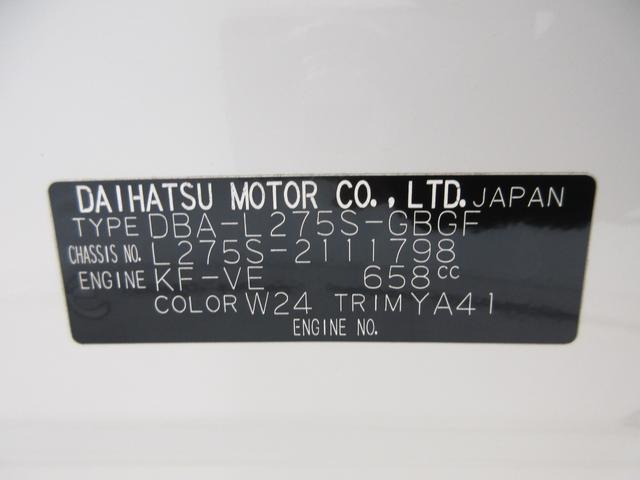 DAIHATSU MOTOR CO., LTD. JAPAN
TYPE DBA-L275S-GBGF
CHASSIS NO. L275S-2111798
ENGINE KF-VE 658cc
COLOR W24 TRIM YA41
ENGINE NO.